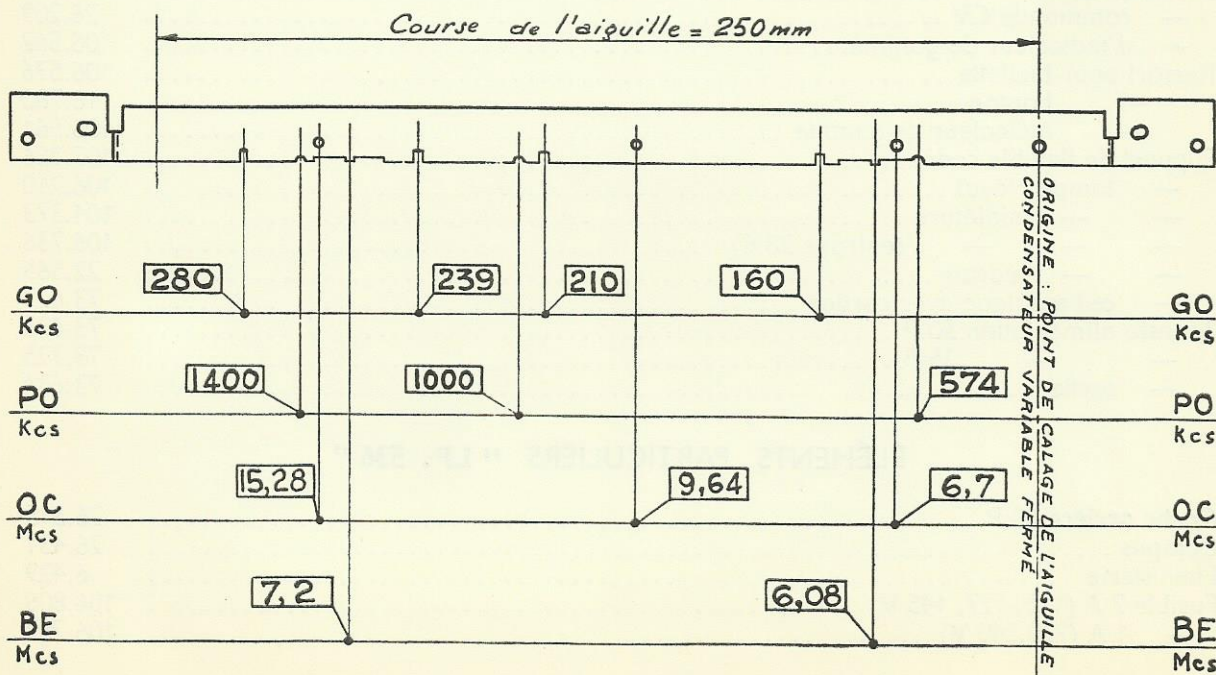 Course de l'aiguille = 250 mm
280
239
210
160
GO
Kcs
GO
Kcs
1400
1000
574
PO
Kcs
PO
Kcs
15,28
9,64
6,7
OC
Mcs
OC
Mcs
7,2
6,08
BE
Mcs
BE
Mcs
ORIGINE : POINT DE CALAGE DE L'AIGUILLE
CONDENSATEUR VARIABLE FERMÉ